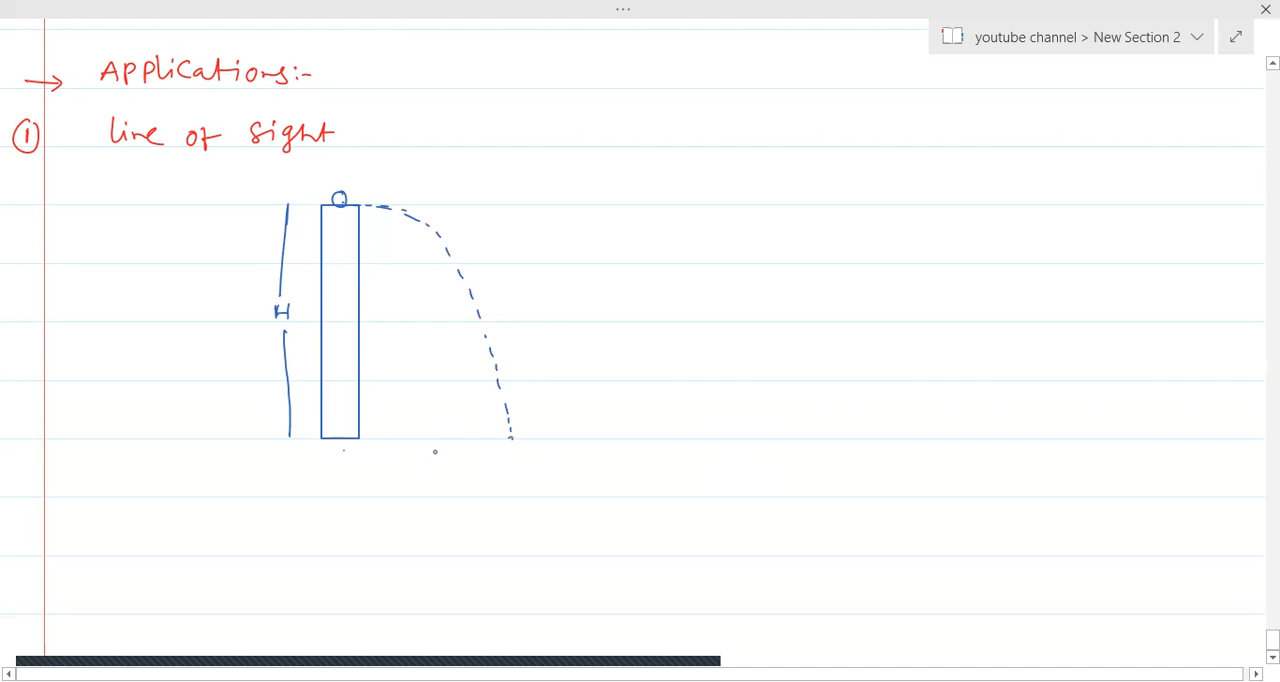 youtube channel > New Section 2
→ Applications:-
① line of sight
H